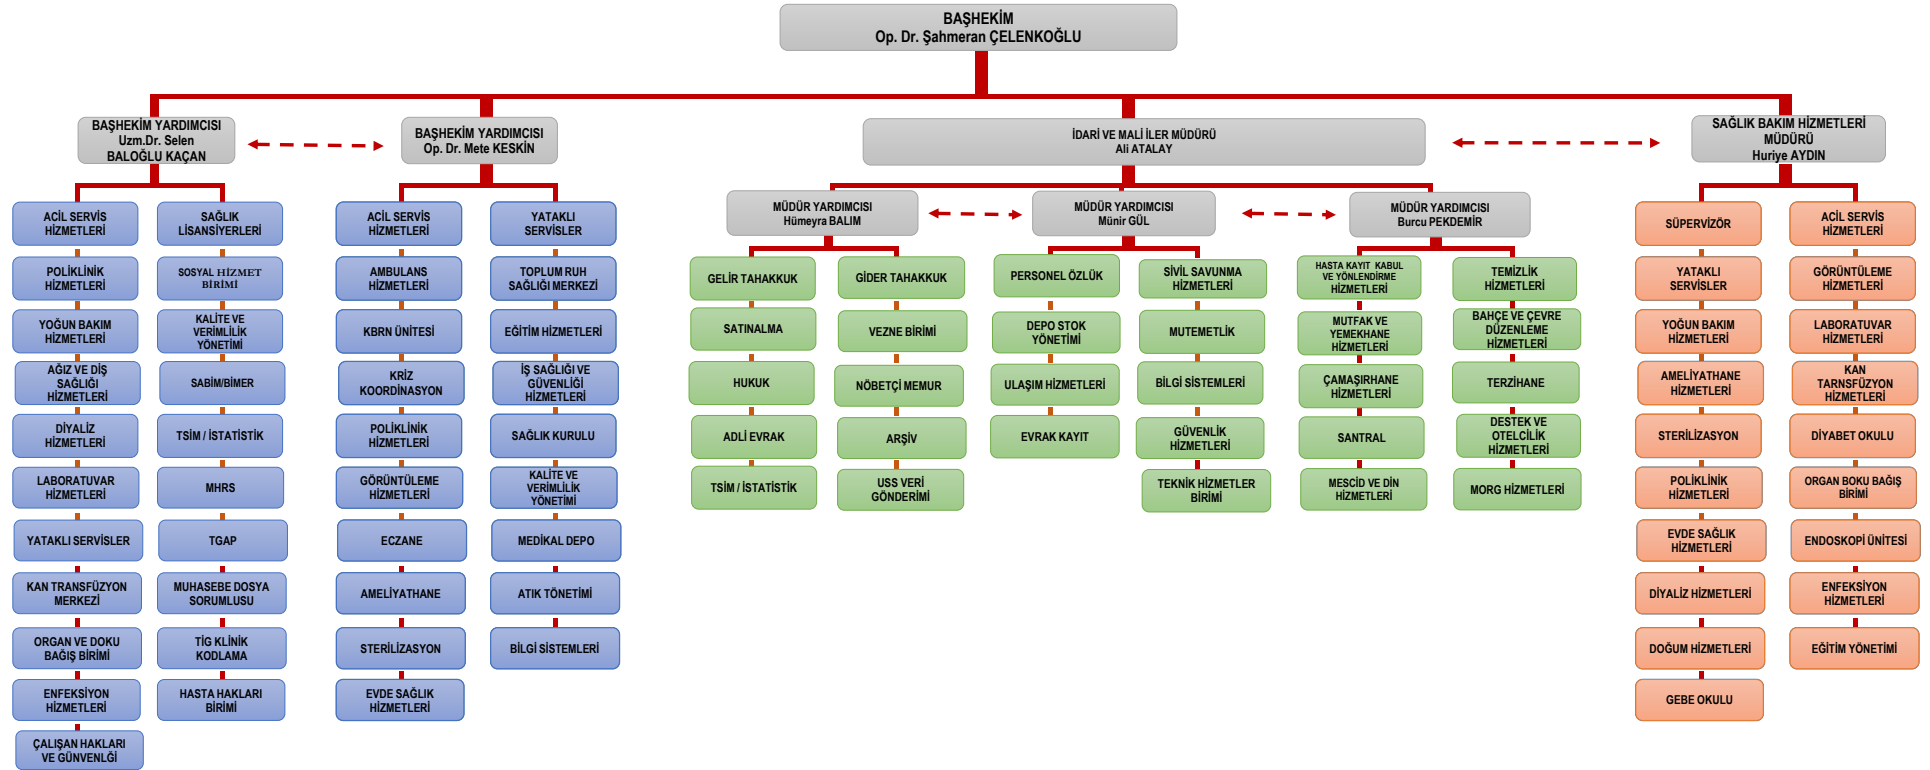 BAŞHEKİM
Op. Dr. Şahmeran ÇELENKOĞLU
BAŞHEKİM YARDIMCISI
Uzm.Dr. Selen
BALOĞLU KAÇAN
BAŞHEKİM YARDIMCISI
Op. Dr. Mete KESKİN
İDARİ VE MALİ İLER MÜDÜRÜ
Ali ATALAY
SAĞLIK BAKIM HİZMETLERİ
MÜDÜRÜ
Huriye AYDIN
MÜDÜR YARDIMCISI
Hümeyra BALIM
MÜDÜR YARDIMCISI
Münir GÜL
MÜDÜR YARDIMCISI
Burcu PEKDEMİR
ACİL SERVİS
HİZMETLERİ
POLİKLİNİK
HİZMETLERİ
YOĞUN BAKIM
HİZMETLERİ
AĞIZ VE DİŞ
SAĞLIĞI
HİZMETLERİ
DİYALİZ
HİZMETLERİ
LABORATUVAR
HİZMETLERİ
YATAKLI SERVİSLER
KAN TRANSFÜZYON
MERKEZİ
ORGAN VE DOKU
BAĞIŞ BİRİMİ
ENFEKSİYON
HİZMETLERİ
ÇALIŞAN HAKLARI
VE GÜNVENLĞİ
SAĞLIK
LİSANSİYERLERİ
SOSYAL HİZMET
BİRİMİ
KALİTE VE
VERİMLİLİK
YÖNETİMİ
SABİM/BİMER
TSİM / İSTATİSTİK
MHRS
TGAP
MUHASEBE DOSYA
SORUMLUSU
TİG KLİNİK
KODLAMA
HASTA HAKLARI
BİRİMİ
ACİL SERVİS
HİZMETLERİ
AMBULANS
HİZMETLERİ
KBRN ÜNİTESİ
KRİZ
KOORDİNASYON
POLİKLİNİK
HİZMETLERİ
GÖRÜNTÜLEME
HİZMETLERİ
ECZANE
AMELİYATHANE
STERİLİZASYON
EVDE SAĞLIK
HİZMETLERİ
YATAKLI
SERVİSLER
TOPLUM RUH
SAĞLIĞI MERKEZİ
EĞİTİM HİZMETLERİ
İŞ SAĞLIĞI VE
GÜVENLİĞİ
HİZMETLERİ
SAĞLIK KURULU
KALİTE VE
VERİMLİLİK
YÖNETİMİ
MEDİKAL DEPO
ATIK TÖNETİMİ
BİLGİ SİSTEMLERİ
GELİR TAHAKKUK
SATINALMA
HUKUK
ADLİ EVRAK
TSİM / İSTATİSTİK
GİDER TAHAKKUK
VEZNE BİRİMİ
NÖBETÇİ MEMUR
ARŞİV
USS VERİ
GÖNDERİMİ
PERSONEL ÖZLÜK
DEPO STOK
YÖNETİMİ
ULAŞIM HİZMETLERİ
EVRAK KAYIT
SİVİL SAVUNMA
HİZMETLERİ
MUTEMETLİK
BİLGİ SİSTEMLERİ
GÜVENLİK
HİZMETLERİ
TEKNİK HİZMETLER
BİRİMİ
HASTA KAYIT KABUL
VE YÖNLENDİRME
HİZMETLERİ
MUTFAK VE
YEMEKHANE
HİZMETLERİ
ÇAMAŞIRHANE
HİZMETLERİ
SANTRAL
MESCİD VE DİN
HİZMETLERİ
TEMİZLİK
HİZMETLERİ
BAHÇE VE ÇEVRE
DÜZENLEME
HİZMETLERİ
TERZİHANE
DESTEK VE
OTELCİLİK
HİZMETLERİ
MORG HİZMETLERİ
SÜPERVİZÖR
YATAKLI
SERVİSLER
YOĞUN BAKIM
HİZMETLERİ
AMELİYATHANE
HİZMETLERİ
STERİLİZASYON
POLİKLİNİK
HİZMETLERİ
EVDE SAĞLIK
HİZMETLERİ
DİYALİZ HİZMETLERİ
DOĞUM HİZMETLERİ
GEBE OKULU
ACİL SERVİS
HİZMETLERİ
GÖRÜNTÜLEME
HİZMETLERİ
LABORATUVAR
HİZMETLERİ
KAN
TARNSFÜZYON
HİZMETLERİ
DİYABET OKULU
ORGAN BOKU BAĞIŞ
BİRİMİ
ENDOSKOPİ ÜNİTESİ
ENFEKSİYON
HİZMETLERİ
EĞİTİM YÖNETİMİ